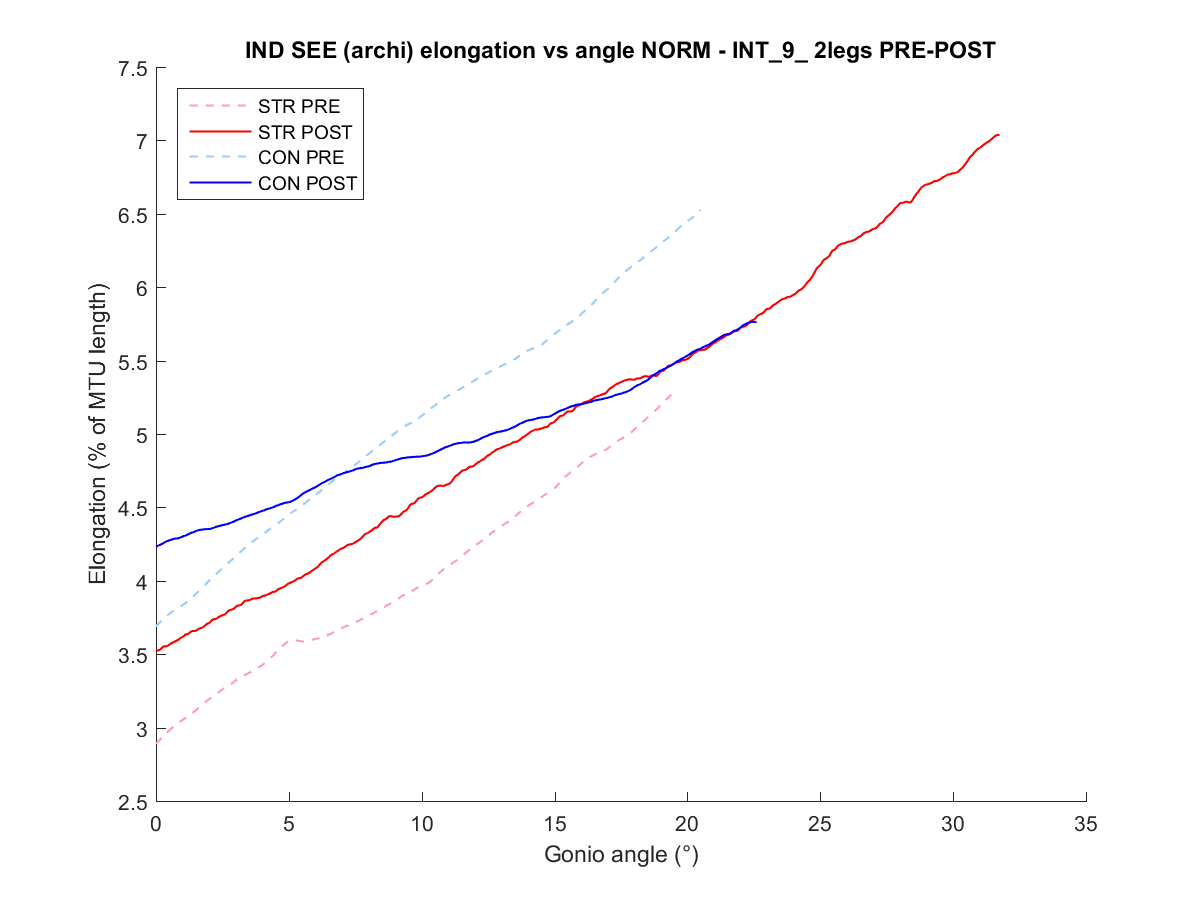 IND SEE (archi) elongation vs angle NORM - INT_9_ 2legs PRE-POST
7.5
7
6.5
6
5.5
5
4.5
4
3.5
3
2.5
STR PRE
STR POST
CON PRE
CON POST
Elongation (% of MTU length)
0 5 10 15 20 25 30 35
Gonio angle (°)